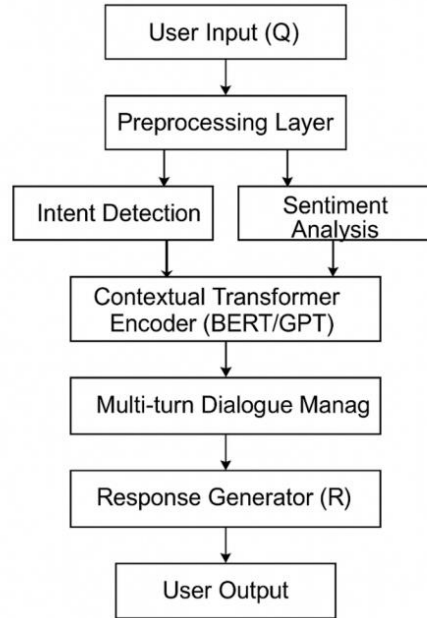 User Input (Q)
Preprocessing Layer
Intent Detection
Sentiment
Analysis
Contextual Transformer
Encoder (BERT/GPT)
Multi-turn Dialogue Manag
Response Generator (R)
User Output